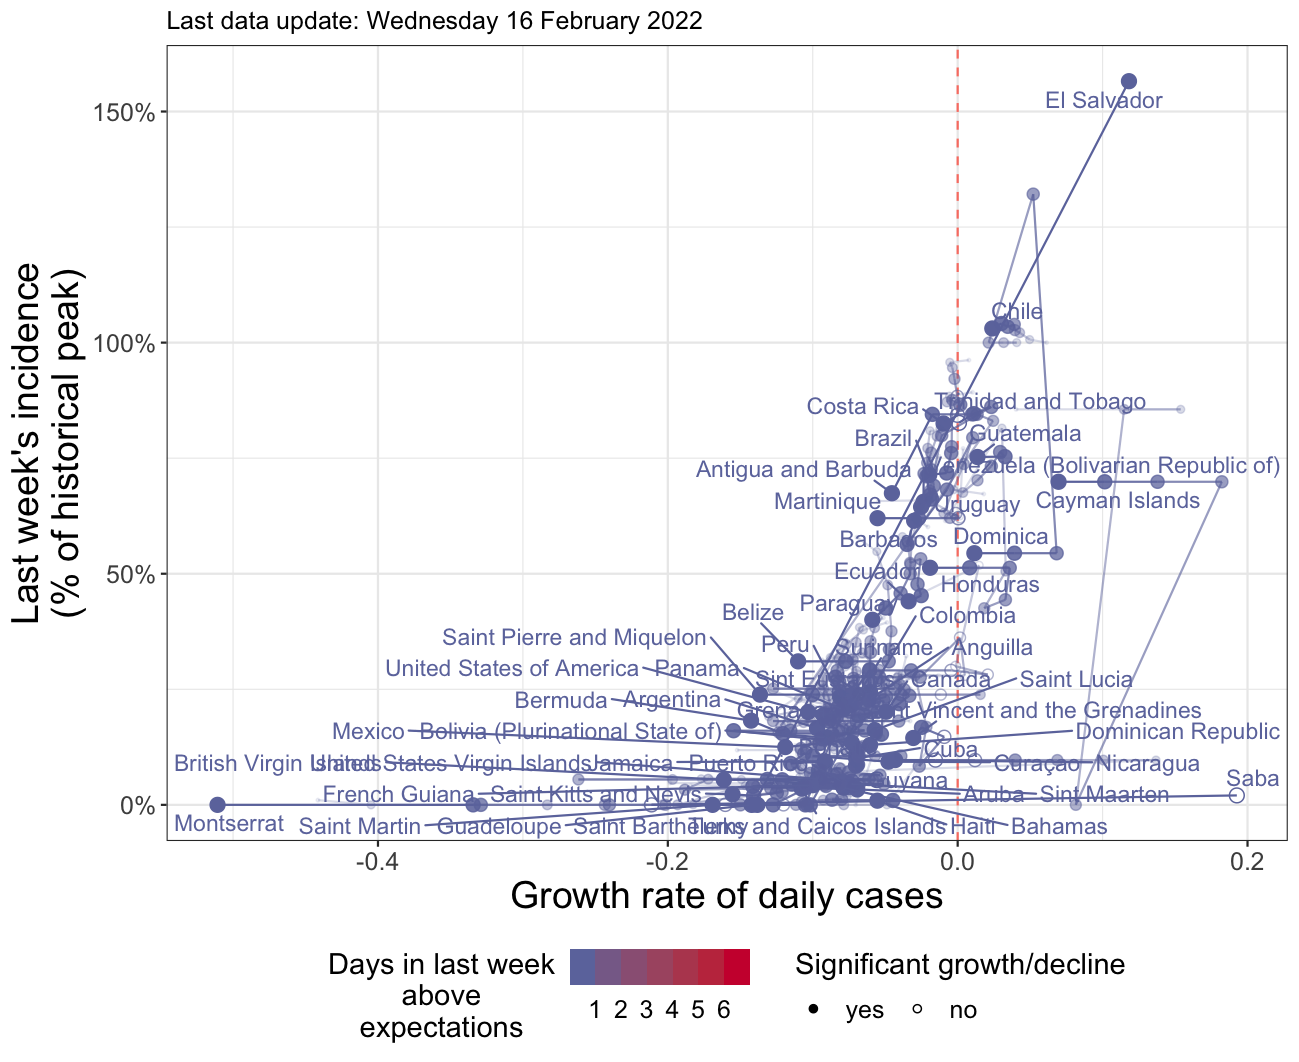 Last data update: Wednesday 16 February 2022
Last week's incidence
(% of historical peak)
150%
100%
50%
0%
El Salvador
Chile
Costa Rica
Trinidad and Tobago
Brazil
Guatemala
Antigua and Barbuda
Venezuela (Bolivarian Republic of)
Martinique
Uruguay
Cayman Islands
Barbados
Dominica
Ecuador
Honduras
Belize
Paraguay
Colombia
Saint Pierre and Miquelon
Peru
Suriname
Anguilla
United States of America
Panama
Canada
Saint Lucia
Bermuda
Argentina
Vincent and the Grenadines
Mexico
Bolivia (Plurinational State of)
Cuba
Dominican Republic
British Virgin Islands
United States Virgin Islands
Jamaica
Puerto Rico
Curaçao
Nicaragua
Guyana
Saba
French Guiana
Saint Kitts and Nevis
Aruba
Sint Maarten
Montserrat
Saint Martin
Guadeloupe
Saint Barthelemy
Turks and Caicos Islands
Haiti
Bahamas
-0.4
-0.2
0.0
0.2
Growth rate of daily cases
Days in last week
above
expectations
1 2 3 4 5 6
Significant growth/decline
yes
no